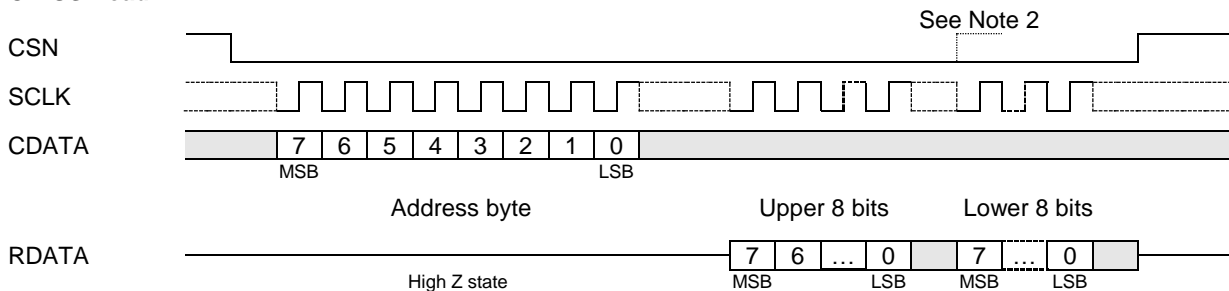 See Note 2
CSN
SCLK
CDATA
7 6 5 4 3 2 1 0
MSB LSB
Address byte Upper 8 bits Lower 8 bits
RDATA
7 6 … 0 7 … 0
High Z state MSB LSB MSB LSB